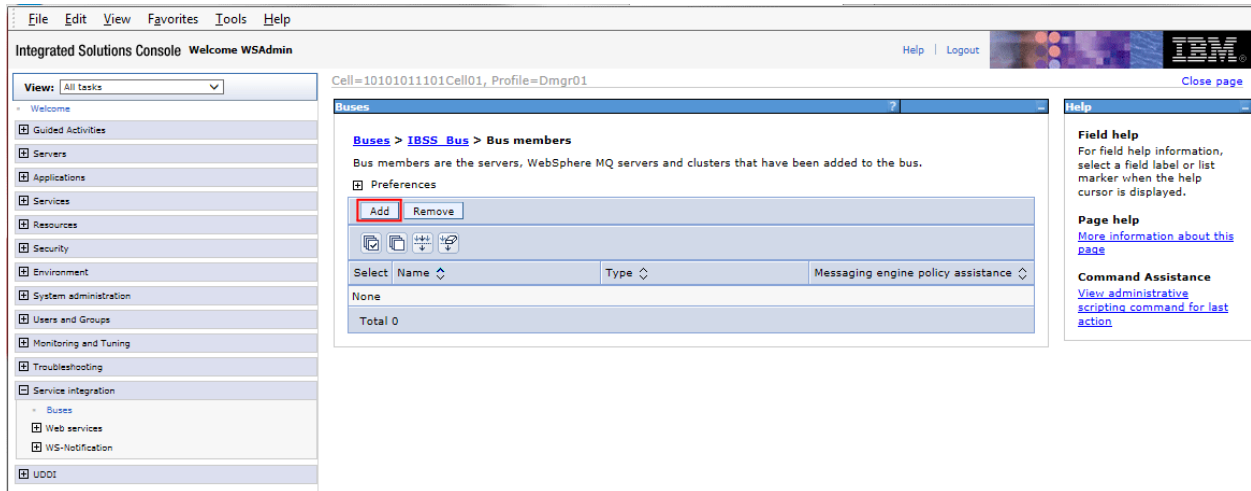 File Edit View Favorites Tools Help
Integrated Solutions Console Welcome WSAdmin
Help | Logout
IBM®
View: All tasks
Welcome
Guided Activities
Servers
Applications
Services
Resources
Security
Environment
System administration
Users and Groups
Monitoring and Tuning
Troubleshooting
Service integration
Buses
Web services
WS-Notification
UDDI
Cell=10101011101Cell01, Profile=Dmgr01
Close page
Buses ?
Buses > IBSS_Bus > Bus members
Bus members are the servers, WebSphere MQ servers and clusters that have been added to the bus.
Preferences
Add Remove
Select Name Type Messaging engine policy assistance
None
Total 0
Help
Field help
For field help information,
select a field label or list
marker when the help
cursor is displayed.
Page help
More information about this
page
Command Assistance
View administrative
scripting command for last
action